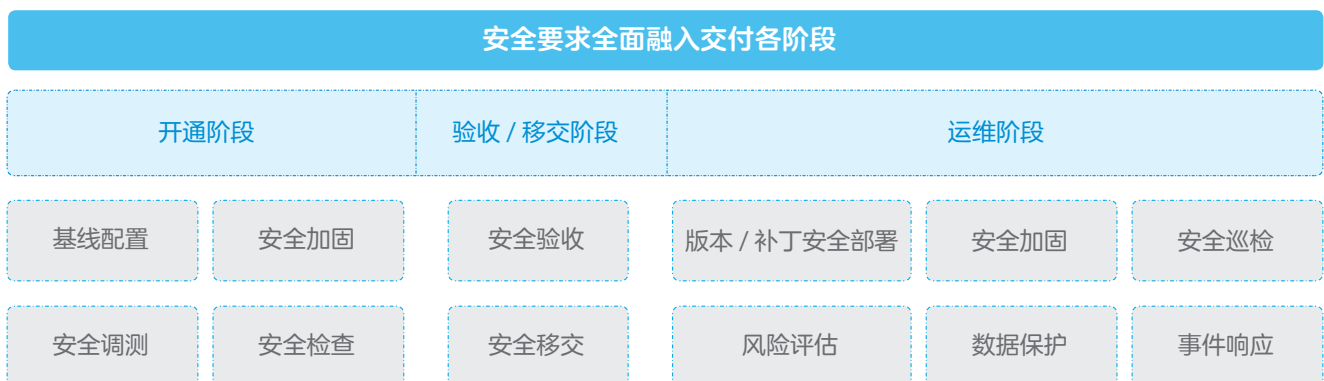 安全要求全面融入交付各阶段
开通阶段
验收 / 移交阶段
运维阶段
基线配置
安全加固
安全验收
版本 / 补丁安全部署
安全加固
安全巡检
安全调测
安全检查
安全移交
风险评估
数据保护
事件响应